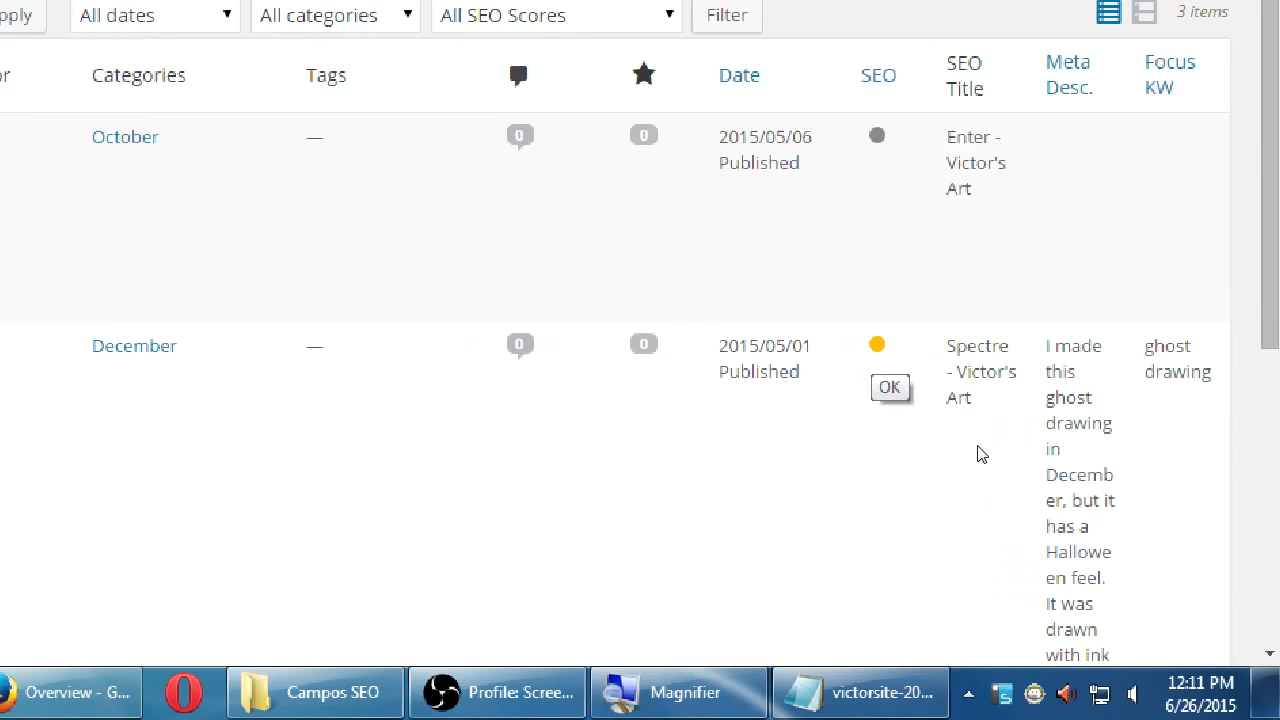 pply
All dates
All categories
All SEO Scores
Filter
3 items
or
Categories
Tags
Date
SEO
SEO
Title
Meta
Desc.
Focus
KW
October
—
0
0
2015/05/06
Published
Enter -
Victor's
Art
December
—
0
0
2015/05/01
Published
OK
Spectre
- Victor's
Art
I made
this
ghost
drawing
in
Decemb
er, but it
has a
Hallowe
en feel.
It was
drawn
with ink
ghost
drawing
Overview - G...
Campos SEO
Profile: Scree...
Magnifier
victorsite-20...
12:11 PM
6/26/2015